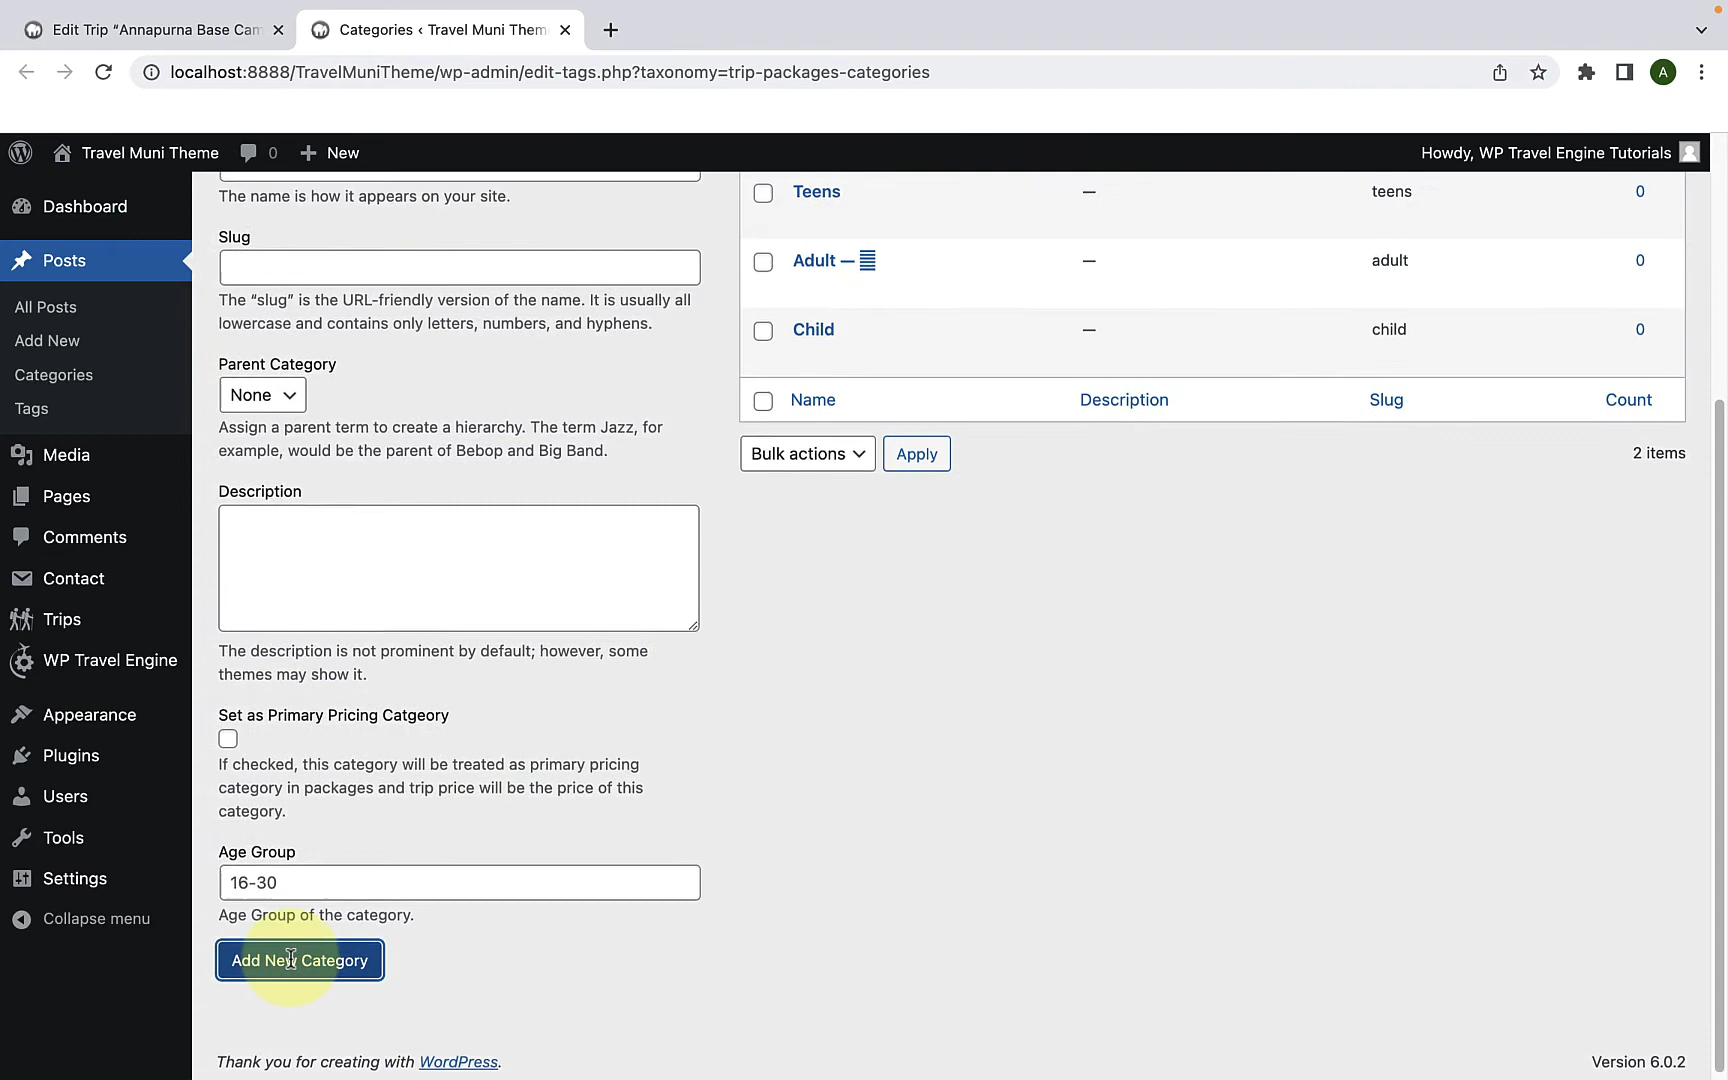 Edit Trip “Annapurna Base Cam
Categories ‹ Travel Muni Them
localhost:8888/TravelMuniTheme/wp-admin/edit-tags.php?taxonomy=trip-packages-categories
A
Travel Muni Theme
0
New
Howdy, WP Travel Engine Tutorials
Dashboard
Posts
All Posts
Add New
Categories
Tags
Media
Pages
Comments
Contact
Trips
WP Travel Engine
Appearance
Plugins
Users
Tools
Settings
Collapse menu
The name is how it appears on your site.
Slug
The “slug” is the URL-friendly version of the name. It is usually all
lowercase and contains only letters, numbers, and hyphens.
Parent Category
None
Assign a parent term to create a hierarchy. The term Jazz, for
example, would be the parent of Bebop and Big Band.
Description
The description is not prominent by default; however, some
themes may show it.
Set as Primary Pricing Catgeory
If checked, this category will be treated as primary pricing
category in packages and trip price will be the price of this
category.
Age Group
16-30
Age Group of the category.
Add New Category
Teens — teens 0
Adult — — adult 0
Child — child 0
Name Description Slug Count
Bulk actions Apply 2 items
Thank you for creating with WordPress.
Version 6.0.2